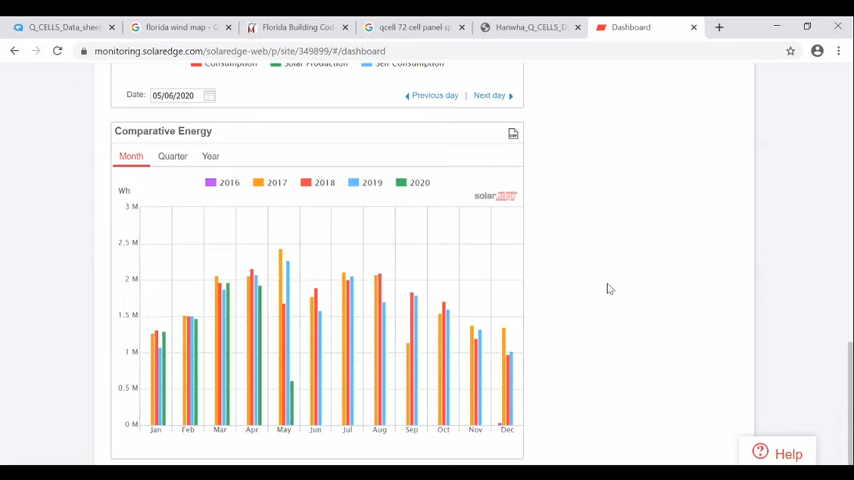 Q_CELLS_Data_sheet
florida wind map - G
Florida Building Cod
qcell 72 cell panel sp
Hanwha_Q_CELLS_D
Dashboard
monitoring.solaredge.com/solaredge-web/p/site/349899/#/dashboard
Consumption Solar Production Self Consumption
Date: 05/06/2020 Previous day | Next day
Comparative Energy
Month Quarter Year
2016 2017 2018 2019 2020
Wh
solaredge
3 M
2.5 M
2 M
1.5 M
1 M
0.5 M
0 M
Jan Feb Mar Apr May Jun Jul Aug Sep Oct Nov Dec
Help